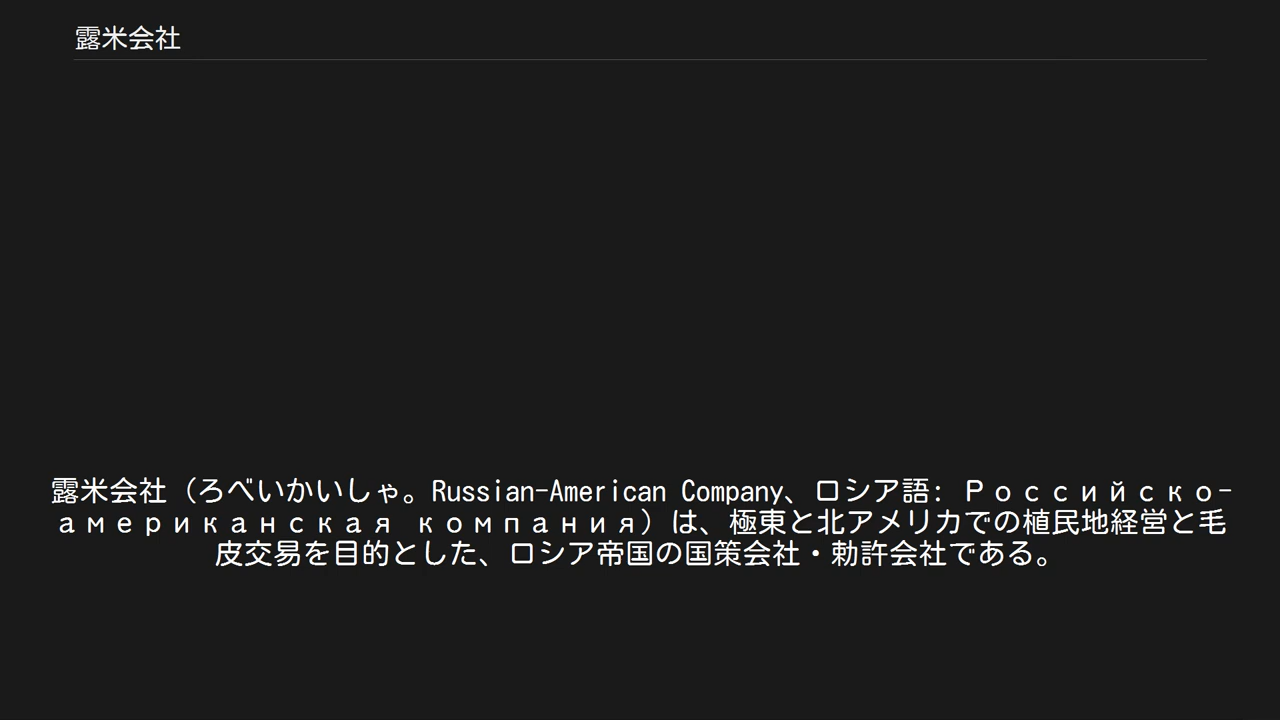 露米会社
露米会社（ろべいかいしゃ。Russian-American Company、ロシア語: Российско-
американская компания）は、極東と北アメリカでの植民地経営と毛
皮交易を目的とした、ロシア帝国の国策会社・勅許会社である。